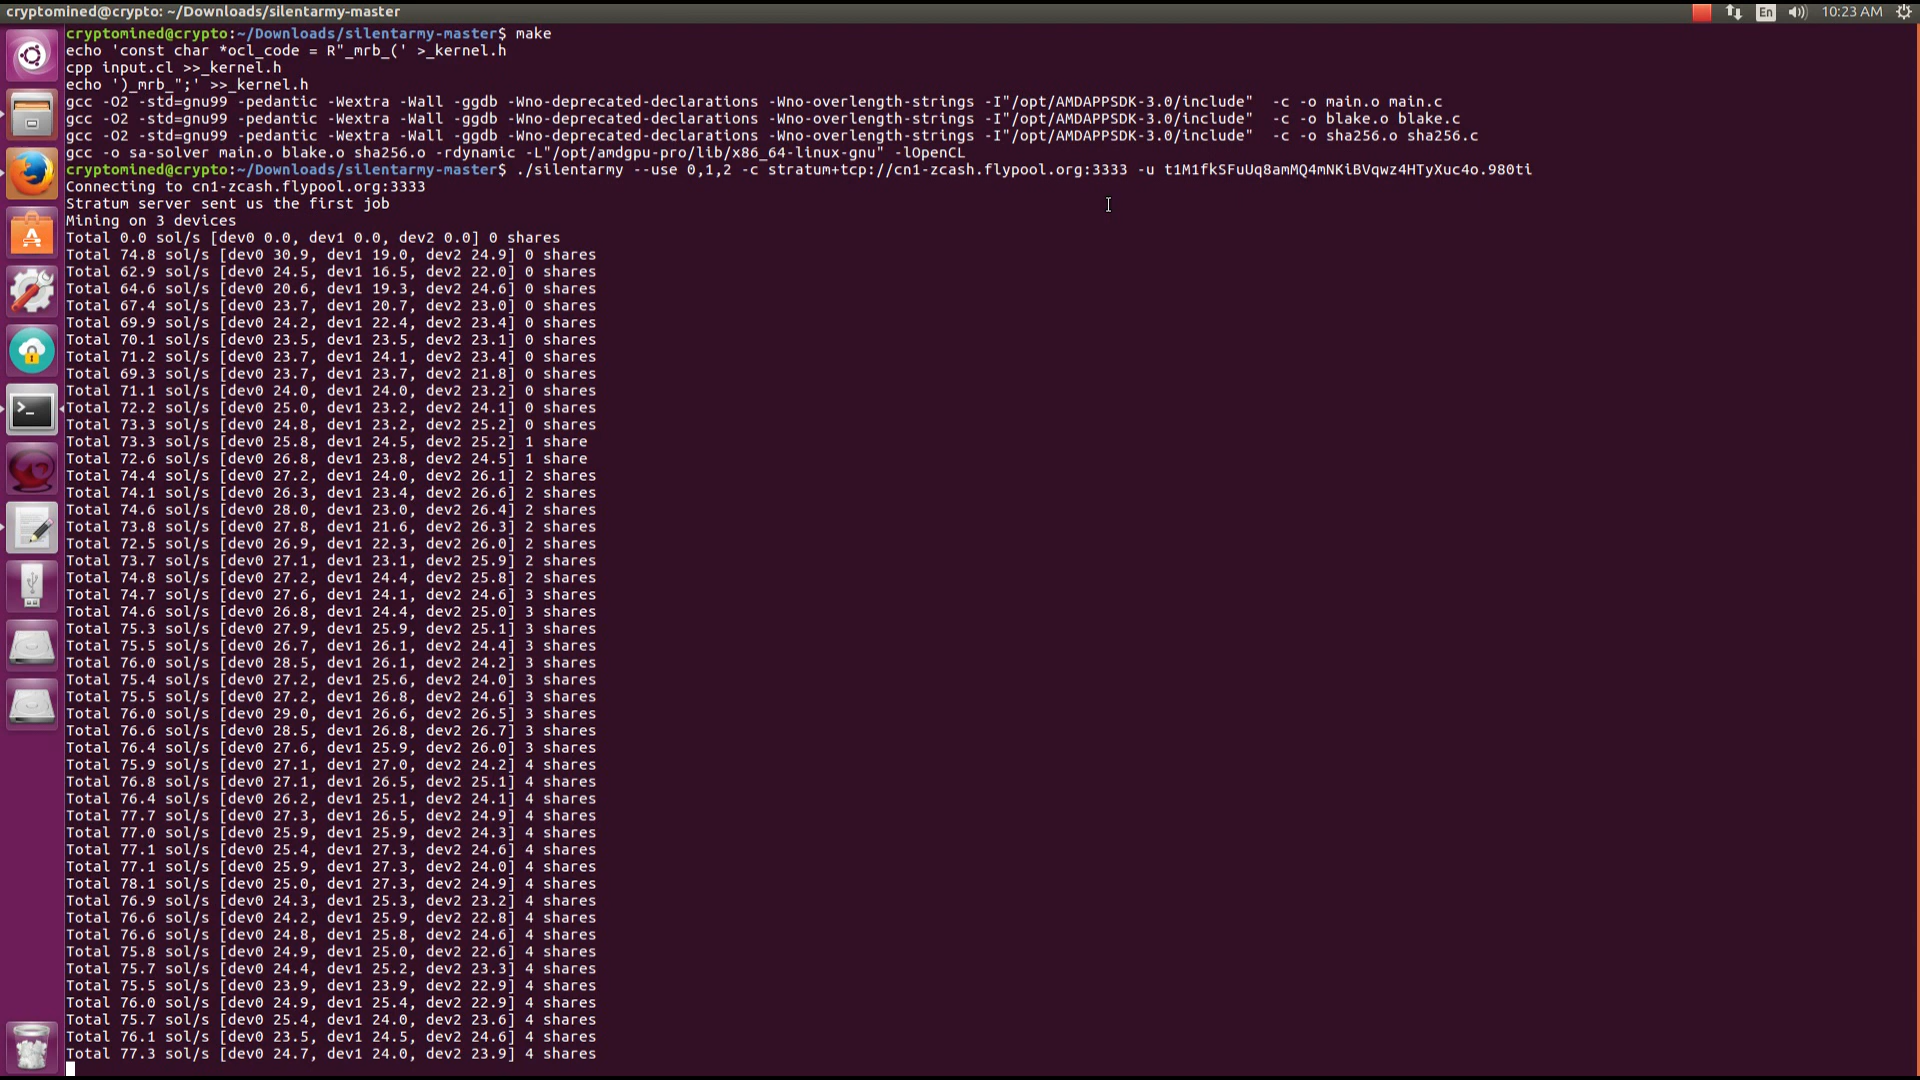 cryptomined@crypto: ~/Downloads/silentarmy-master
En
10:23 AM
cryptomined@crypto:~/Downloads/silentarmy-master$ make
echo 'const char *ocl_code = R"_mrb_(' >_kernel.h
cpp input.cl >>_kernel.h
echo ')_mrb_";' >>_kernel.h
gcc -O2 -std=gnu99 -pedantic -Wextra -Wall -ggdb -Wno-deprecated-declarations -Wno-overlength-strings -I"/opt/AMDAPPSDK-3.0/include"  -c -o main.o main.c
gcc -O2 -std=gnu99 -pedantic -Wextra -Wall -ggdb -Wno-deprecated-declarations -Wno-overlength-strings -I"/opt/AMDAPPSDK-3.0/include"  -c -o blake.o blake.c
gcc -O2 -std=gnu99 -pedantic -Wextra -Wall -ggdb -Wno-deprecated-declarations -Wno-overlength-strings -I"/opt/AMDAPPSDK-3.0/include"  -c -o sha256.o sha256.c
gcc -o sa-solver main.o blake.o sha256.o -rdynamic -L"/opt/amdgpu-pro/lib/x86_64-linux-gnu" -lOpenCL
cryptomined@crypto:~/Downloads/silentarmy-master$ ./silentarmy --use 0,1,2 -c stratum+tcp://cn1-zcash.flypool.org:3333 -u t1M1fkSFuUq8amMQ4mNKiBVqwz4HTyXuc4o.980ti
Connecting to cn1-zcash.flypool.org:3333
Stratum server sent us the first job
Mining on 3 devices
Total 0.0 sol/s [dev0 0.0, dev1 0.0, dev2 0.0] 0 shares
Total 74.8 sol/s [dev0 30.9, dev1 19.0, dev2 24.9] 0 shares
Total 62.9 sol/s [dev0 24.5, dev1 16.5, dev2 22.0] 0 shares
Total 64.6 sol/s [dev0 20.6, dev1 19.3, dev2 24.6] 0 shares
Total 67.4 sol/s [dev0 23.7, dev1 20.7, dev2 23.0] 0 shares
Total 69.9 sol/s [dev0 24.2, dev1 22.4, dev2 23.4] 0 shares
Total 70.1 sol/s [dev0 23.5, dev1 23.5, dev2 23.1] 0 shares
Total 71.2 sol/s [dev0 23.7, dev1 24.1, dev2 23.4] 0 shares
Total 69.3 sol/s [dev0 23.7, dev1 23.7, dev2 21.8] 0 shares
Total 71.1 sol/s [dev0 24.0, dev1 24.0, dev2 23.2] 0 shares
Total 72.2 sol/s [dev0 25.0, dev1 23.2, dev2 24.1] 0 shares
Total 73.3 sol/s [dev0 24.8, dev1 23.2, dev2 25.2] 0 shares
Total 73.3 sol/s [dev0 25.8, dev1 24.5, dev2 25.2] 1 share
Total 72.6 sol/s [dev0 26.8, dev1 23.8, dev2 24.5] 1 share
Total 74.4 sol/s [dev0 27.2, dev1 24.0, dev2 26.1] 2 shares
Total 74.1 sol/s [dev0 26.3, dev1 23.4, dev2 26.6] 2 shares
Total 74.6 sol/s [dev0 28.0, dev1 23.0, dev2 26.4] 2 shares
Total 73.8 sol/s [dev0 27.8, dev1 21.6, dev2 26.3] 2 shares
Total 72.5 sol/s [dev0 26.9, dev1 22.3, dev2 26.0] 2 shares
Total 73.7 sol/s [dev0 27.1, dev1 23.1, dev2 25.9] 2 shares
Total 74.8 sol/s [dev0 27.2, dev1 24.4, dev2 25.8] 2 shares
Total 74.7 sol/s [dev0 27.6, dev1 24.1, dev2 24.6] 3 shares
Total 74.6 sol/s [dev0 26.8, dev1 24.4, dev2 25.0] 3 shares
Total 75.3 sol/s [dev0 27.9, dev1 25.9, dev2 25.1] 3 shares
Total 75.5 sol/s [dev0 26.7, dev1 26.1, dev2 24.4] 3 shares
Total 76.0 sol/s [dev0 28.5, dev1 26.1, dev2 24.2] 3 shares
Total 75.4 sol/s [dev0 27.2, dev1 25.6, dev2 24.0] 3 shares
Total 75.5 sol/s [dev0 27.2, dev1 26.8, dev2 24.6] 3 shares
Total 76.0 sol/s [dev0 29.0, dev1 26.6, dev2 26.5] 3 shares
Total 76.6 sol/s [dev0 28.5, dev1 26.8, dev2 26.7] 3 shares
Total 76.4 sol/s [dev0 27.6, dev1 25.9, dev2 26.0] 3 shares
Total 75.9 sol/s [dev0 27.1, dev1 27.0, dev2 24.2] 4 shares
Total 76.8 sol/s [dev0 27.1, dev1 26.5, dev2 25.1] 4 shares
Total 76.4 sol/s [dev0 26.2, dev1 25.1, dev2 24.1] 4 shares
Total 77.7 sol/s [dev0 27.3, dev1 26.5, dev2 24.9] 4 shares
Total 77.0 sol/s [dev0 25.9, dev1 25.9, dev2 24.3] 4 shares
Total 77.1 sol/s [dev0 25.4, dev1 27.3, dev2 24.6] 4 shares
Total 77.1 sol/s [dev0 25.9, dev1 27.3, dev2 24.0] 4 shares
Total 78.1 sol/s [dev0 25.0, dev1 27.3, dev2 24.9] 4 shares
Total 76.9 sol/s [dev0 24.3, dev1 25.3, dev2 23.2] 4 shares
Total 76.6 sol/s [dev0 24.2, dev1 25.9, dev2 22.8] 4 shares
Total 76.6 sol/s [dev0 24.8, dev1 25.8, dev2 24.6] 4 shares
Total 75.8 sol/s [dev0 24.9, dev1 25.0, dev2 22.6] 4 shares
Total 75.7 sol/s [dev0 24.4, dev1 25.2, dev2 23.3] 4 shares
Total 75.5 sol/s [dev0 23.9, dev1 23.9, dev2 22.9] 4 shares
Total 76.0 sol/s [dev0 24.9, dev1 25.4, dev2 22.9] 4 shares
Total 75.7 sol/s [dev0 25.4, dev1 24.0, dev2 23.6] 4 shares
Total 76.1 sol/s [dev0 23.5, dev1 24.5, dev2 24.6] 4 shares
Total 77.3 sol/s [dev0 24.7, dev1 24.0, dev2 23.9] 4 shares